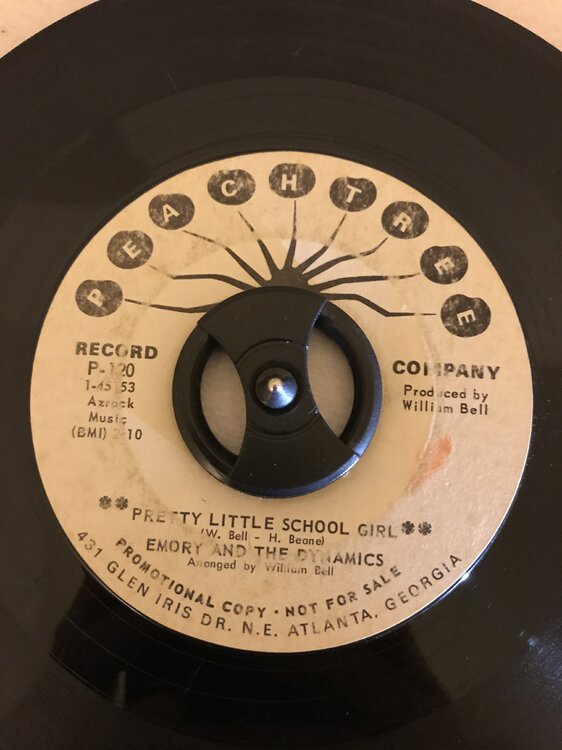 PEACHTREE
RECORD
P-120
1-45153
Azrock
Music
(BMI) 2-10
COMPANY
Produced by
William Bell
**PRETTY LITTLE SCHOOL GIRL**
(W. Bell - H. Beane)
EMORY AND THE DYNAMICS
Arranged by William Bell
PROMOTIONAL COPY · NOT FOR SALE
431 GLEN IRIS DR. N.E. ATLANTA, GEORGIA